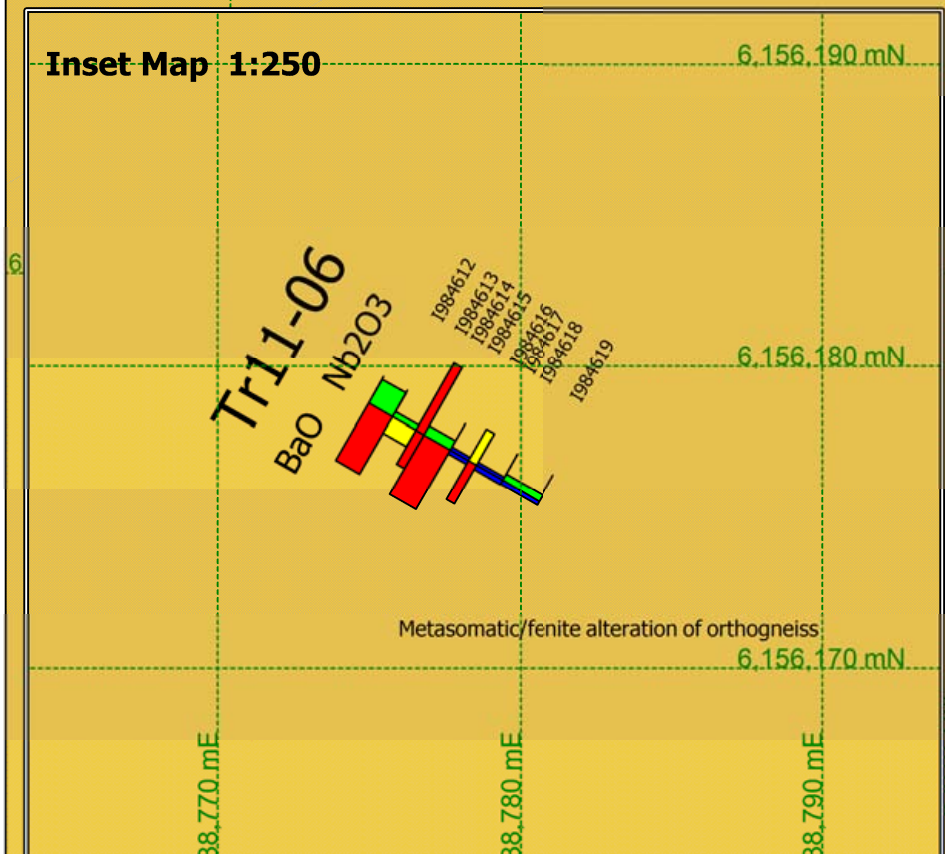 Inset Map 1:250
6,156,190 mN
6
Tr11-06
Nb2O3
BaO
I984612
I984613
I984614
I984615
I984616
I984617
I984618
I984619
6,156,180 mN
Metasomatic/fenite alteration of orthogneiss
6,156,170 mN
38,770 mE
38,780 mE
38,790 mE